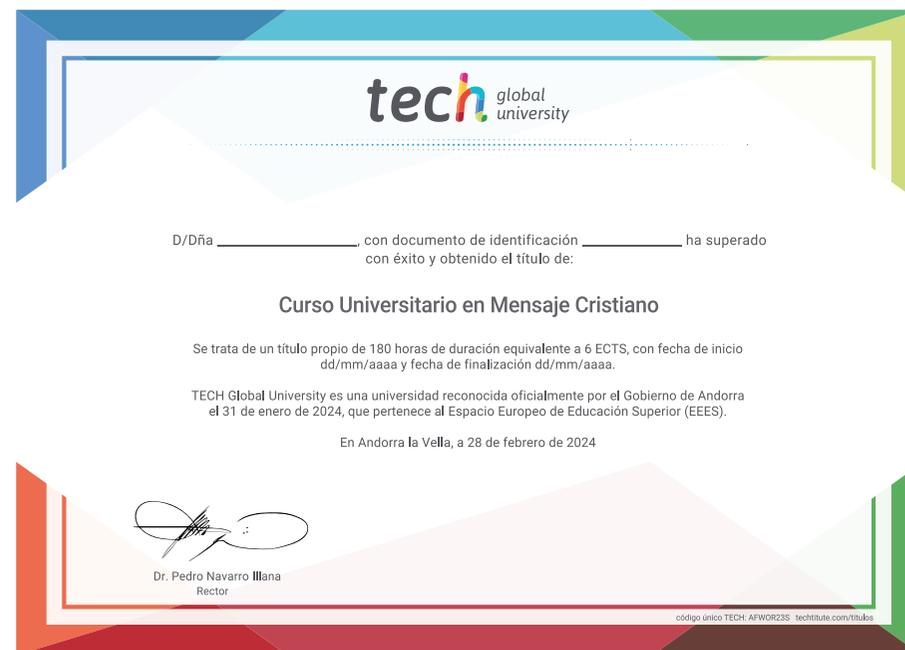 tech global
university
D/Dña ______________, con documento de identificación __________ ha superado
con éxito y obtenido el título de:
Curso Universitario en Mensaje Cristiano
Se trata de un título propio de 180 horas de duración equivalente a 6 ECTS, con fecha de inicio
dd/mm/aaaa y fecha de finalización dd/mm/aaaa.
TECH Global University es una universidad reconocida oficialmente por el Gobierno de Andorra
el 31 de enero de 2024, que pertenece al Espacio Europeo de Educación Superior (EEES).
En Andorra la Vella, a 28 de febrero de 2024
Dr. Pedro Navarro Illana
Rector
código único TECH: AFWOR23S techtitute.com/titulos